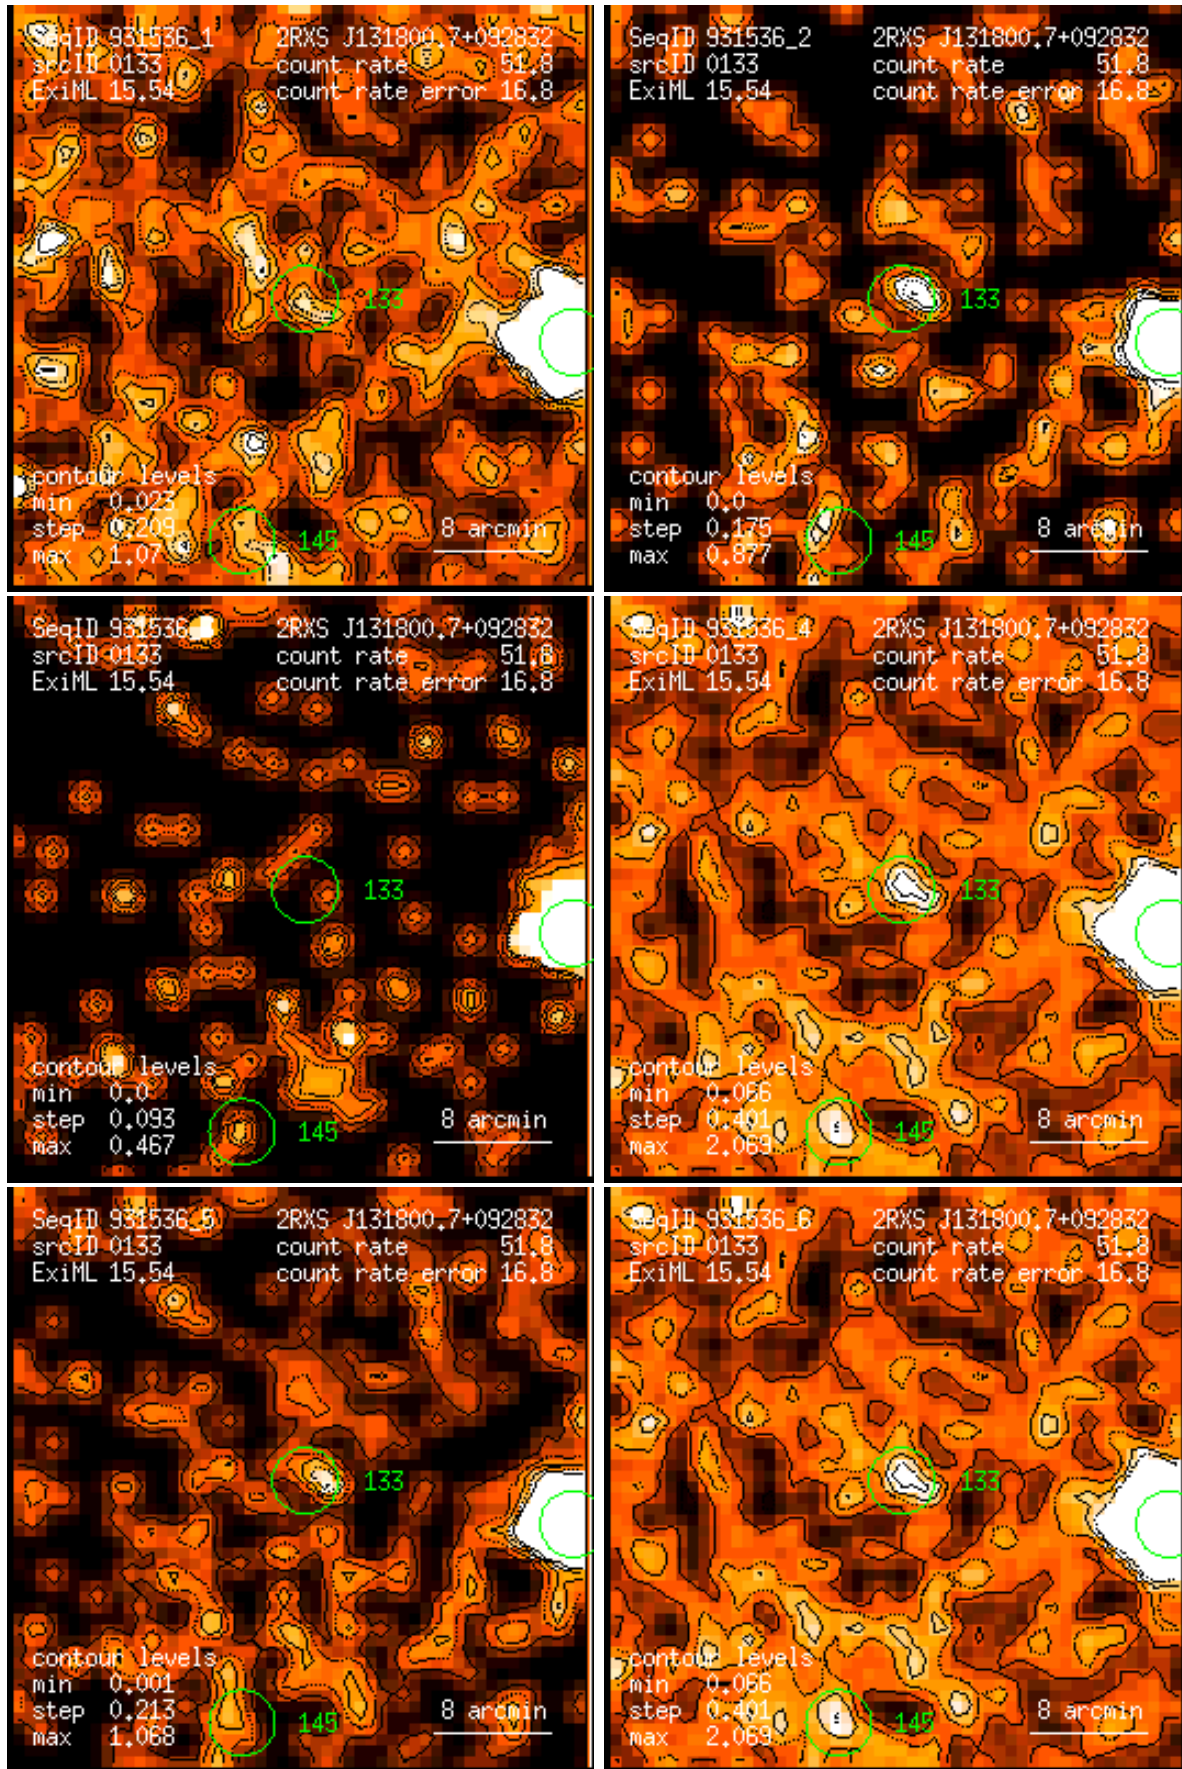 SeqID 931536_1 2RXS J131800.7+092832
srcID 0133 count rate 51.8
ExiML 15.54 count rate error 16.8
133
contour levels
min 0.023
step 0.209 145 8 arcmin
max 1.07
SeqID 931536_2 2RXS J131800.7+092832
srcID 0133 count rate 51.8
ExiML 15.54 count rate error 16.8
133
contour levels
min 0.0
step 0.175 145 8 arcmin
max 0.877
SeqID 931536 2RXS J131800.7+092832
srcID 0133 count rate 51.8
ExiML 15.54 count rate error 16.8
133
contour levels
min 0.0
step 0.093 145 8 arcmin
max 0.467
SeqID 931536_4 2RXS J131800.7+092832
srcID 0133 count rate 51.8
ExiML 15.54 count rate error 16.8
133
contour levels
min 0.066
step 0.401 145 8 arcmin
max 2.069
SeqID 931536_5 2RXS J131800.7+092832
srcID 0133 count rate 51.8
ExiML 15.54 count rate error 16.8
133
contour levels
min 0.001
step 0.213 145 8 arcmin
max 1.068
SeqID 931536_6 2RXS J131800.7+092832
srcID 0133 count rate 51.8
ExiML 15.54 count rate error 16.8
133
contour levels
min 0.066
step 0.401 145 8 arcmin
max 2.069